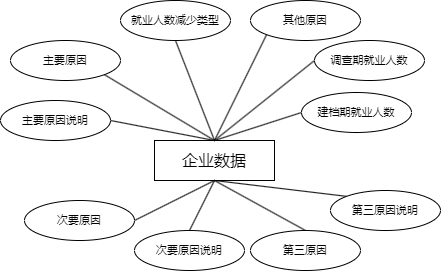 就业人数减少类型
其他原因
主要原因
调查期就业人数
主要原因说明
建档期就业人数
企业数据
次要原因
次要原因说明
第三原因
第三原因说明